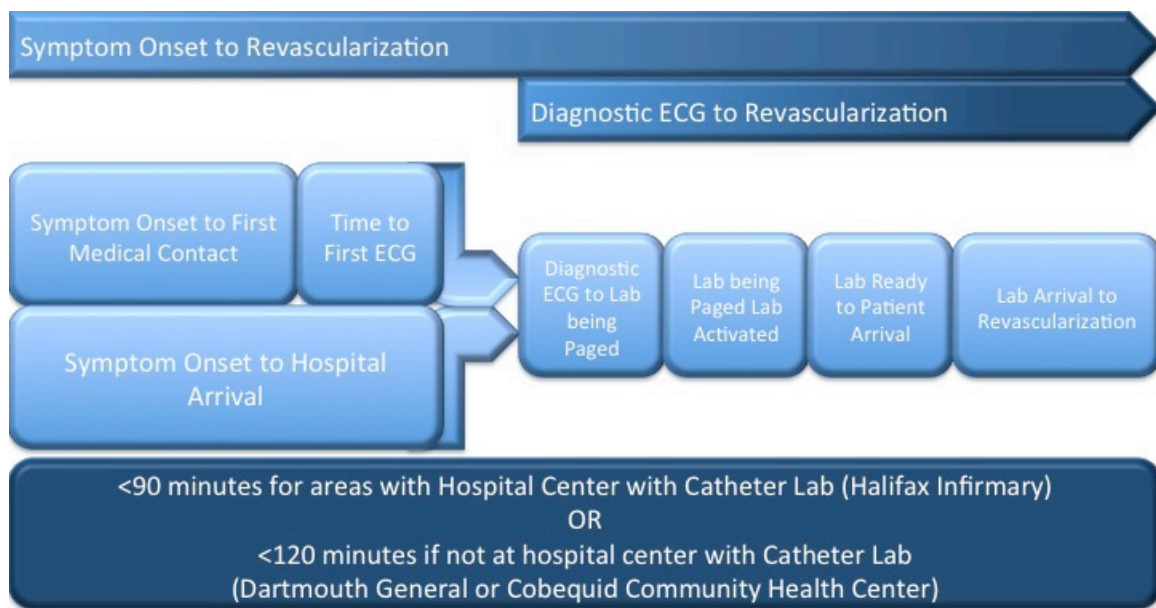 Symptom Onset to Revascularization
Diagnostic ECG to Revascularization
Symptom Onset to First
Medical Contact
Time to
First ECG
Symptom Onset to Hospital
Arrival
Diagnostic
ECG to Lab
being
Paged
Lab being
Paged Lab
Activated
Lab Ready
to Patient
Arrival
Lab Arrival to
Revascularization
<90 minutes for areas with Hospital Center with Catheter Lab (Halifax Infirmary)
OR
<120 minutes if not at hospital center with Catheter Lab
(Dartmouth General or Cobequid Community Health Center)